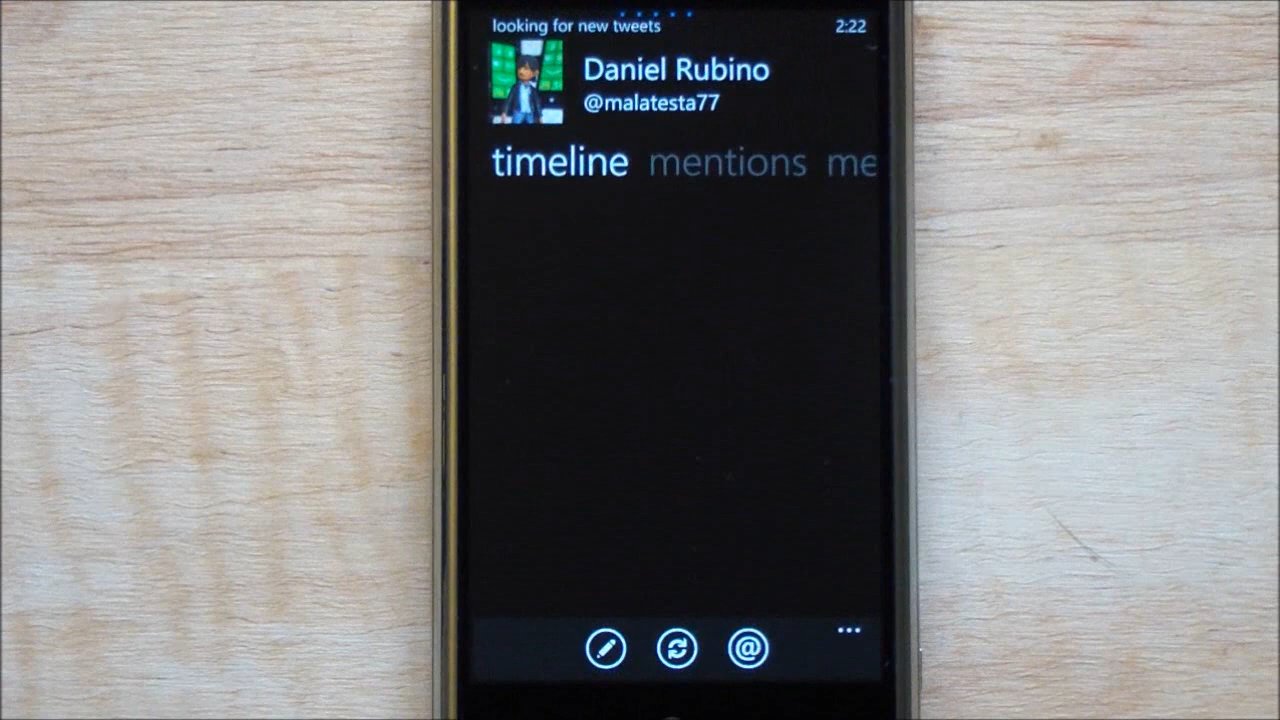 looking for new tweets 2:22
Daniel Rubino
@malatesta77
timeline mentions me
@